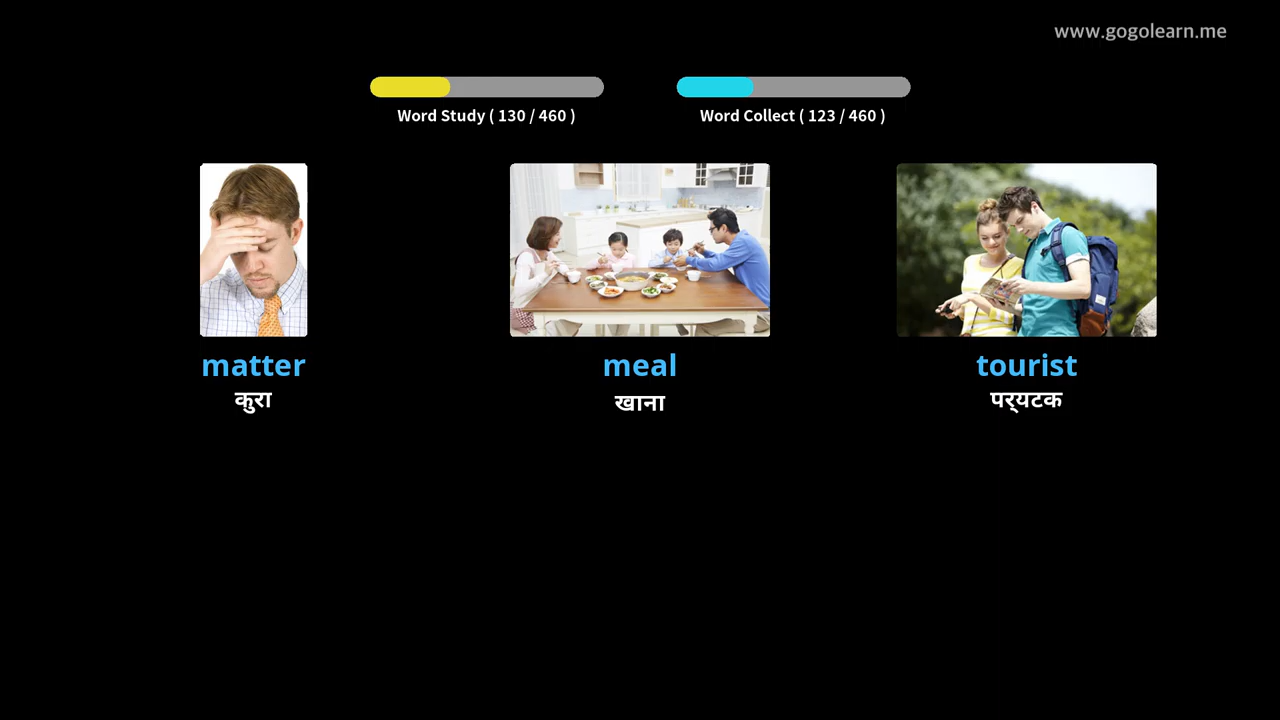 www.gogolearn.me
Word Study ( 130 / 460 )
Word Collect ( 123 / 460 )
matter
meal
tourist
कुरा
खाना
पर्‍यटक